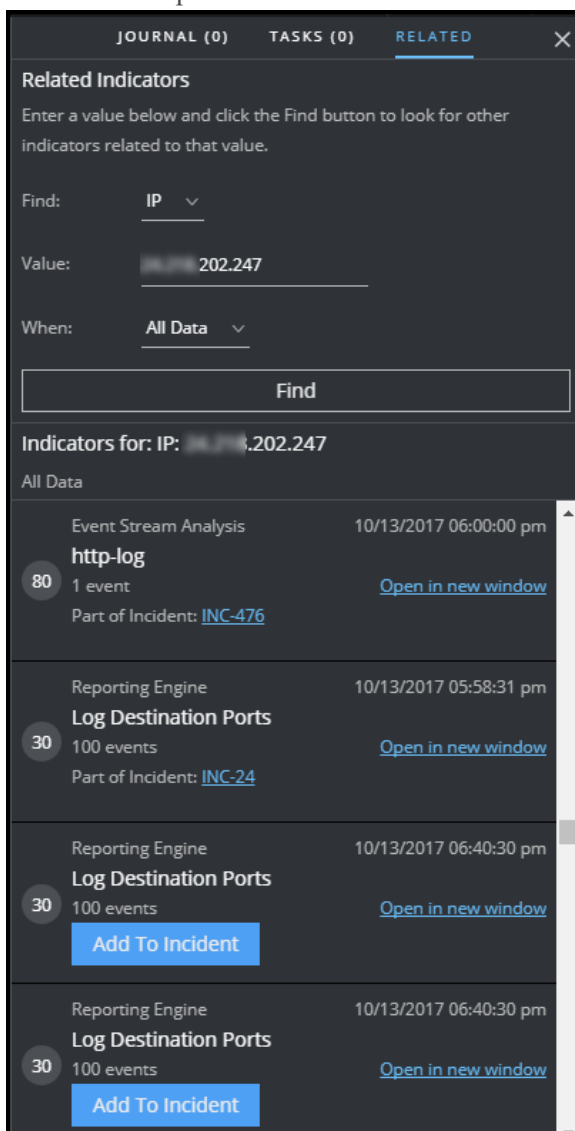 JOURNAL (0) TASKS (0) RELATED
Related Indicators
Enter a value below and click the Find button to look for other
indicators related to that value.
Find: IP
Value: 202.247
When: All Data
Find
Indicators for: IP: .202.247
All Data
Event Stream Analysis 10/13/2017 06:00:00 pm
http-log
80 1 event Open in new window
Part of Incident: INC-476
Reporting Engine 10/13/2017 05:58:31 pm
Log Destination Ports
30 100 events Open in new window
Part of Incident: INC-24
Reporting Engine 10/13/2017 06:40:30 pm
Log Destination Ports
30 100 events Open in new window
Add To Incident
Reporting Engine 10/13/2017 06:40:30 pm
Log Destination Ports
30 100 events Open in new window
Add To Incident